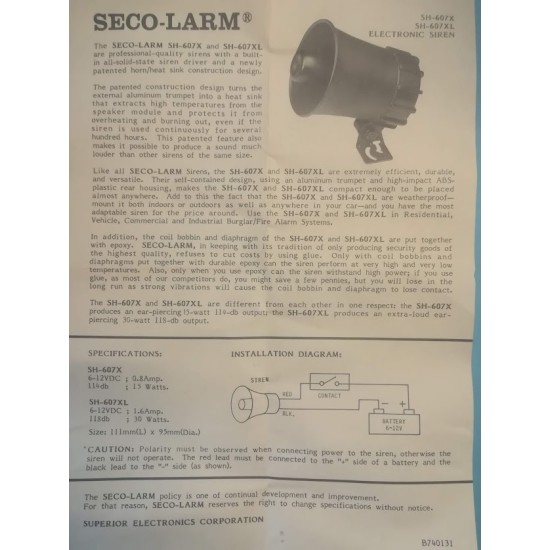 SECO-LARM®
SH-607X
SH-607XL
ELECTRONIC SIREN
The SECO-LARM SH-607X and SH-607XL
are professional-quality sirens with a built-
in all-solid-state siren driver and a newly
patented horn/heat sink construction design.
The patented construction design turns the
external aluminum trumpet into a heat sink
that extracts high temperatures from the
speaker module and protects it from
overheating and burning out, even if the
siren is used continuously for several
hundred hours. This patented feature also
makes it possible to produce a sound much
louder than other sirens of the same size.
Like all SECO-LARM Sirens, the SH-607X and SH-607XL are extremely efficient, durable,
and versatile. Their self-contained design, using an aluminum trumpet and high-impact ABS-
plastic rear housing, makes the SH-607X and SH-607XL compact enough to be placed
almost anywhere. Add to this the fact that the SH-607X and SH-607XL are weatherproof—
mount it both indoors or outdoors as well as anywhere in your car—and you have the most
adaptable siren for the price around. Use the SH-607X and SH-607XL in Residential,
Vehicle, Commercial and Industrial Burglar/Fire Alarm Systems.
In addition, the coil bobbin and diaphragm of the SH-607X and SH-607XL are put together
with epoxy. SECO-LARM, in keeping with its tradition of only producing security goods of
the highest quality, refuses to cut costs by using glue. Only with coil bobbins and
diaphragms put together with durable epoxy can the siren perform at very high and very low
temperatures. Also, only when you use epoxy can the siren withstand high power; if you use
glue, as most of our competitors do, you might save a few pennies, but you will lose in the
long run as strong vibrations will cause the coil bobbin and diaphragm to lose contact.
The SH-607X and SH-607XL are different from each other in one respect: the SH-607X
produces an ear-piercing 15-watt 114-db output; the SH-607XL produces an extra-loud ear-
piercing 30-watt 118-db output.
SPECIFICATIONS:
SH-607X
6-12VDC ; 0.8Amp.
114db ; 15 Watts.
SH-607XL
6-12VDC ; 1.6Amp.
118db ; 30 Watts.
Size: 111mm(L) x 93mm(Dia.)
INSTALLATION DIAGRAM:
SIREN
RED
BLK.
CONTACT
- +
BATTERY
6-12V
*CAUTION: Polarity must be observed when connecting power to the siren, otherwise the
siren will not operate. The red lead must be connected to the "+" side of a battery and the
black lead to the "-" side (as shown).
The SECO-LARM policy is one of continual development and improvement.
For that reason, SECO-LARM reserves the right to change specifications without notice.
SUPERIOR ELECTRONICS CORPORATION
B740131